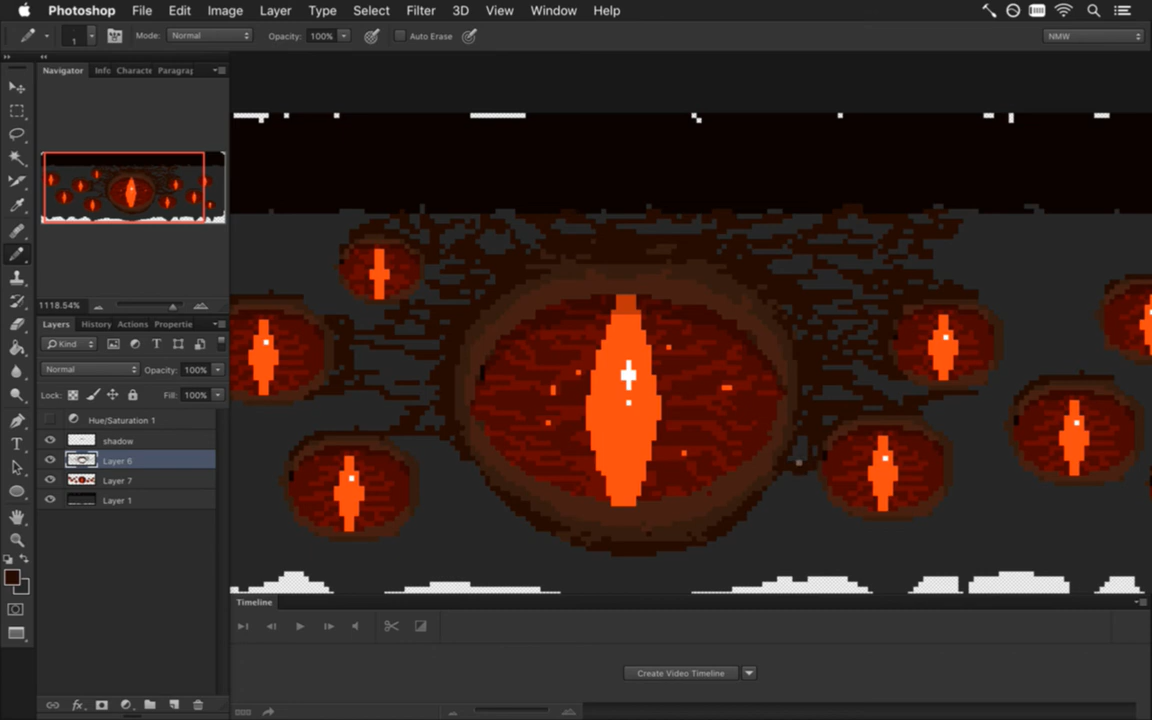 Photoshop File Edit Image Layer Type Select Filter 3D View Window Help
1 Mode: Normal Opacity: 100% Auto Erase NMW
Navigator Info Characte Paragrap
1118.54%
Layers History Actions Propertie
Kind
Normal Opacity: 100%
Lock: Fill: 100%
Hue/Saturation 1
shadow
Layer 6
Layer 7
Layer 1
Timeline
Create Video Timeline